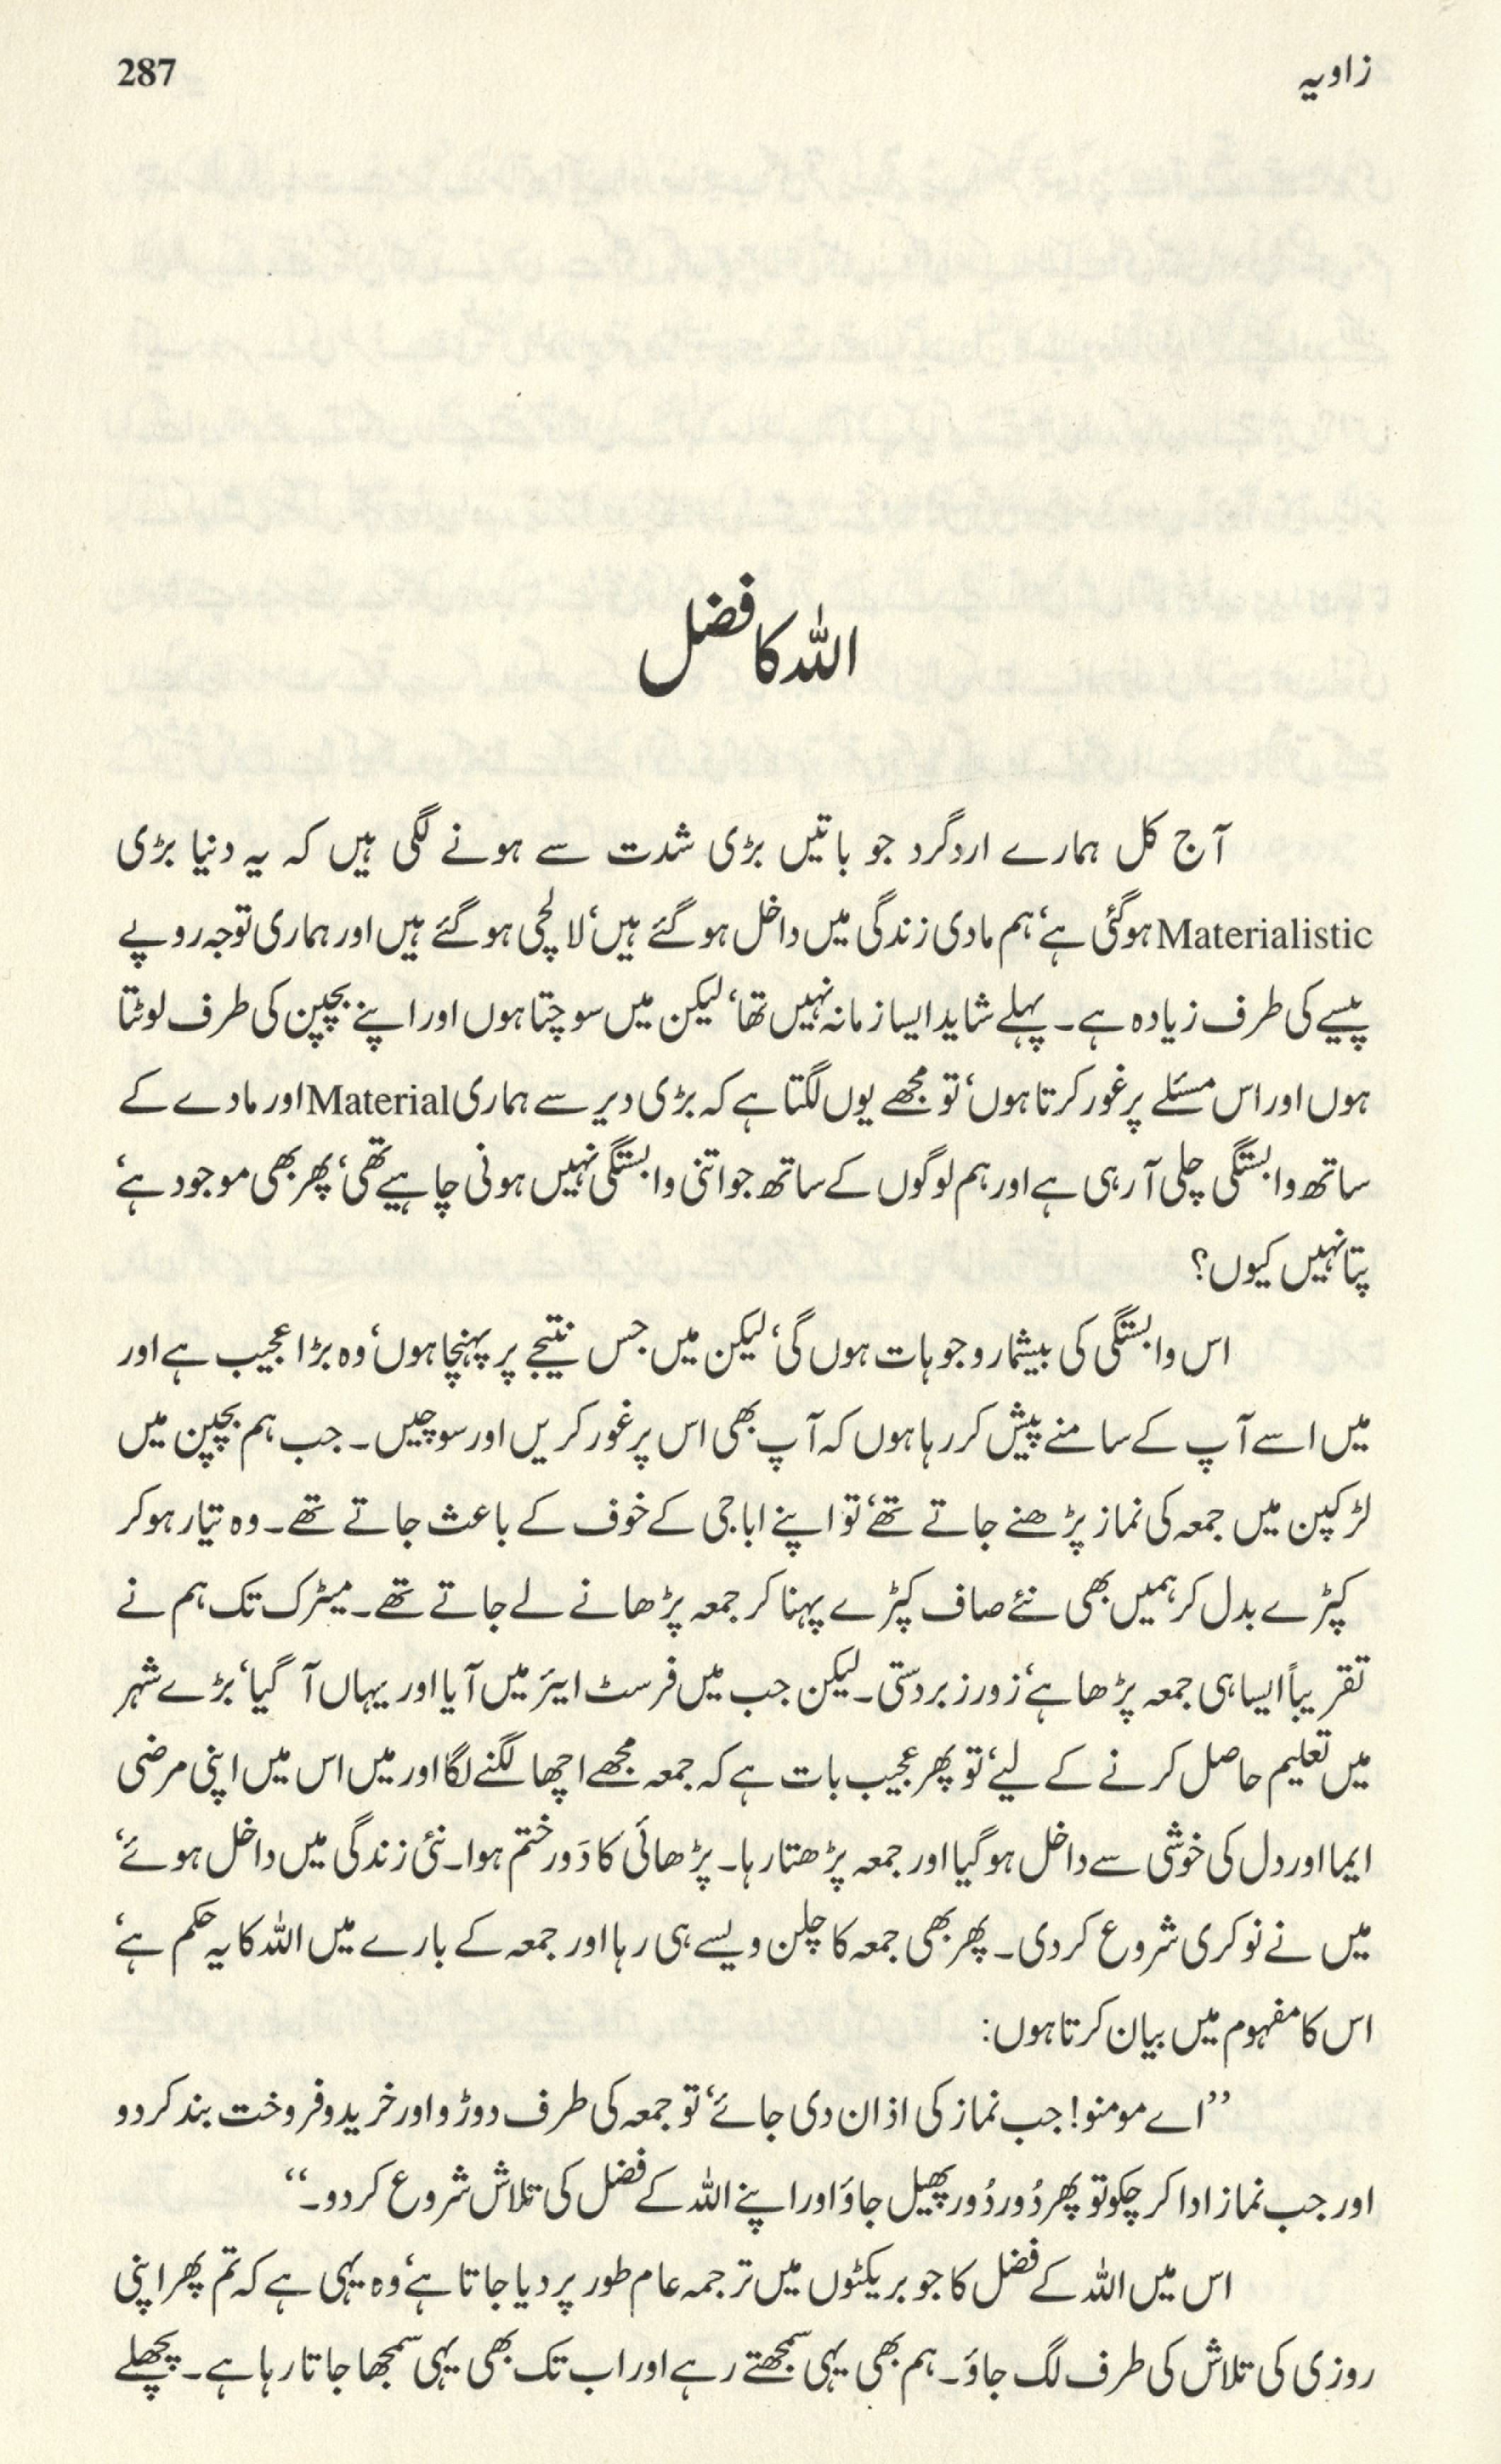 زاویہ
287
اللہ کا فضل
آج کل ہمارے اردگرد جو باتیں بڑی شدت سے ہونے لگی ہیں کہ یہ دنیا بڑی
Materialistic ہوگئی ہے، ہم مادی زندگی میں داخل ہو گئے ہیں، لالچی ہو گئے ہیں اور ہماری توجہ روپے
پیسے کی طرف زیادہ ہے۔ پہلے شاید ایسا زمانہ نہیں تھا، لیکن میں سوچتا ہوں اور اپنے بچپن کی طرف لوٹتا
ہوں اور اس مسئلے پر غور کرتا ہوں، تو مجھے یوں لگتا ہے کہ بڑی دیر سے ہماری Material اور مادے کے
ساتھ وابستگی چلی آ رہی ہے اور ہم لوگوں کے ساتھ جو اتنی وابستگی نہیں ہونی چاہیے تھی، پھر بھی موجود ہے،
پتا نہیں کیوں؟
اس وابستگی کی بیشمار وجوہات ہوں گی، لیکن میں جس نتیجے پر پہنچا ہوں، وہ بڑا عجیب ہے اور
میں اسے آپ کے سامنے پیش کر رہا ہوں کہ آپ بھی اس پر غور کریں اور سوچیں۔ جب ہم بچپن میں
لڑکپن میں جمعہ کی نماز پڑھنے جاتے تھے، تو اپنے اباجی کے خوف کے باعث جاتے تھے۔ وہ تیار ہو کر
کپڑے بدل کر ہمیں بھی نئے صاف کپڑے پہنا کر جمعہ پڑھانے لے جاتے تھے۔ میٹرک تک ہم نے
تقریباً ایسا ہی جمعہ پڑھا ہے، زور زبردستی۔ لیکن جب میں فرسٹ ایئر میں آیا اور یہاں آ گیا، بڑے شہر
میں تعلیم حاصل کرنے کے لیے، تو پھر عجیب بات ہے کہ جمعہ مجھے اچھا لگنے لگا اور میں اس میں اپنی مرضی
ایما اور دل کی خوشی سے داخل ہو گیا اور جمعہ پڑھتا رہا۔ پڑھائی کا دَور ختم ہوا۔ نئی زندگی میں داخل ہوئے،
میں نے نوکری شروع کر دی۔ پھر بھی جمعہ کا چلن ویسے ہی رہا اور جمعہ کے بارے میں اللہ کا یہ حکم ہے،
اس کا مفہوم میں بیان کرتا ہوں:
”اے مومنو! جب نماز کی اذان دی جائے، تو جمعہ کی طرف دوڑو اور خرید و فروخت بند کر دو
اور جب نماز ادا کر چکو تو پھر دُور دُور پھیل جاؤ اور اپنے اللہ کے فضل کی تلاش شروع کر دو۔“
اس میں اللہ کے فضل کا جو بریکٹوں میں ترجمہ عام طور پر دیا جاتا ہے، وہ یہی ہے کہ تم پھر اپنی
روزی کی تلاش کی طرف لگ جاؤ۔ ہم بھی یہی سمجھتے رہے اور اب تک بھی یہی سمجھا جاتا رہا ہے۔ پچھلے